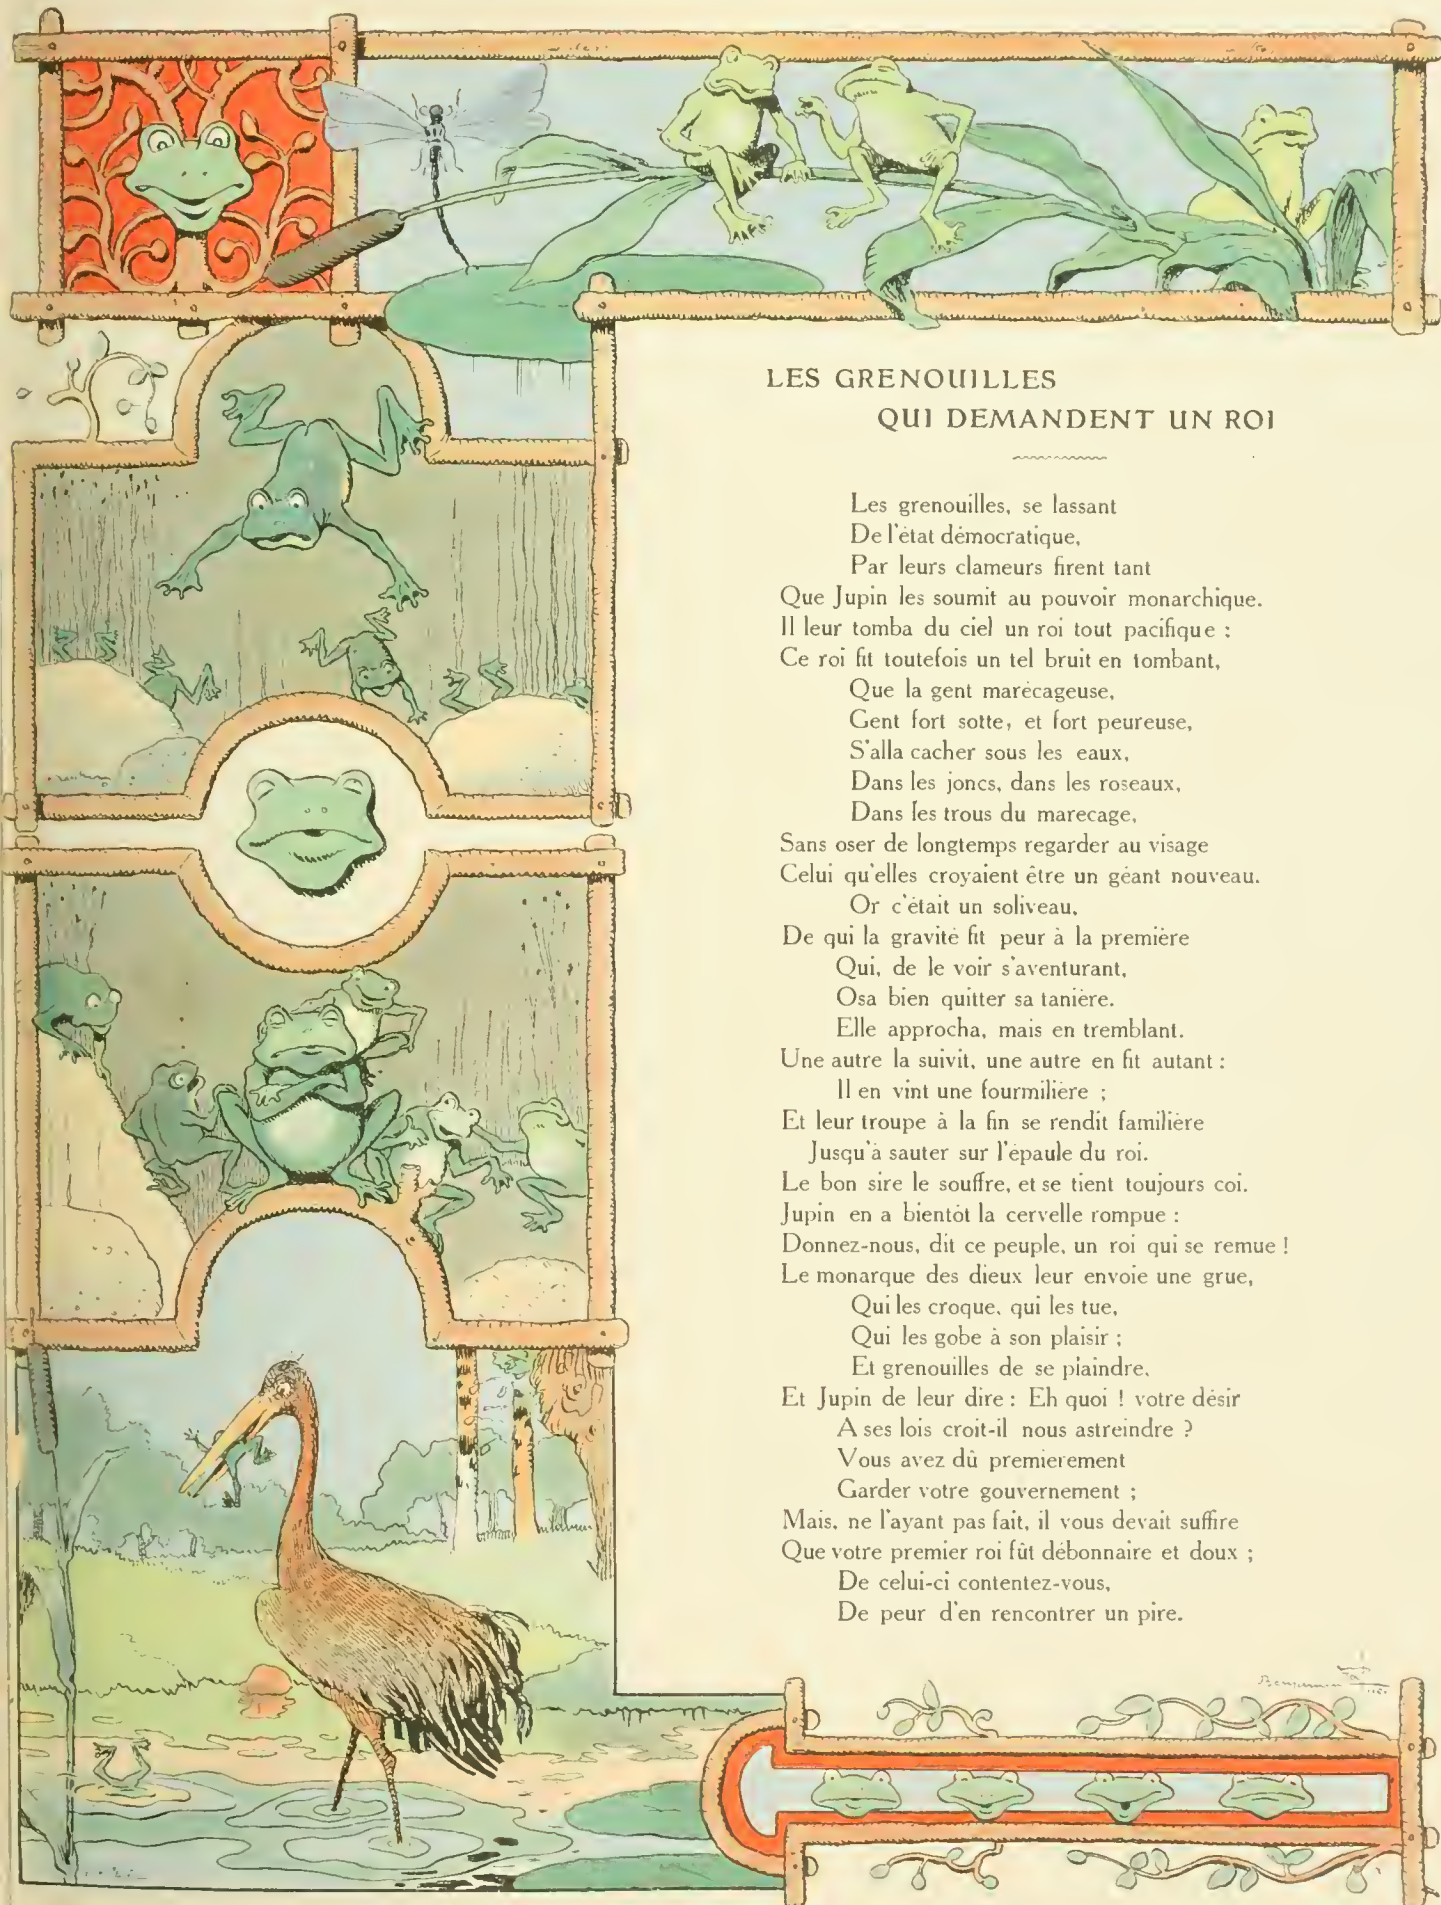 LES GRENOUILLES
QUI DEMANDENT UN ROI
Les grenouilles, se lassant
De l'état démocratique,
Par leurs clameurs firent tant
Que Jupin les soumit au pouvoir monarchique.
Il leur tomba du ciel un roi tout pacifique :
Ce roi fit toutefois un tel bruit en tombant,
Que la gent marécageuse,
Gent fort sotte, et fort peureuse,
S'alla cacher sous les eaux,
Dans les joncs, dans les roseaux,
Dans les trous du marecage,
Sans oser de longtemps regarder au visage
Celui qu'elles croyaient être un géant nouveau.
Or c'était un soliveau,
De qui la gravité fit peur à la première
Qui, de le voir s'aventurant,
Osa bien quitter sa tanière.
Elle approcha, mais en tremblant.
Une autre la suivit, une autre en fit autant :
Il en vint une fourmilière ;
Et leur troupe à la fin se rendit familière
Jusqu'à sauter sur l'épaule du roi.
Le bon sire le souffre, et se tient toujours coi.
Jupin en a bientôt la cervelle rompue :
Donnez-nous, dit ce peuple, un roi qui se remue !
Le monarque des dieux leur envoie une grue,
Qui les croque, qui les tue,
Qui les gobe à son plaisir ;
Et grenouilles de se plaindre,
Et Jupin de leur dire : Eh quoi ! votre désir
A ses lois croit-il nous astreindre ?
Vous avez dû premierement
Garder votre gouvernement ;
Mais, ne l'ayant pas fait, il vous devait suffire
Que votre premier roi fût débonnaire et doux ;
De celui-ci contentez-vous,
De peur d'en rencontrer un pire.